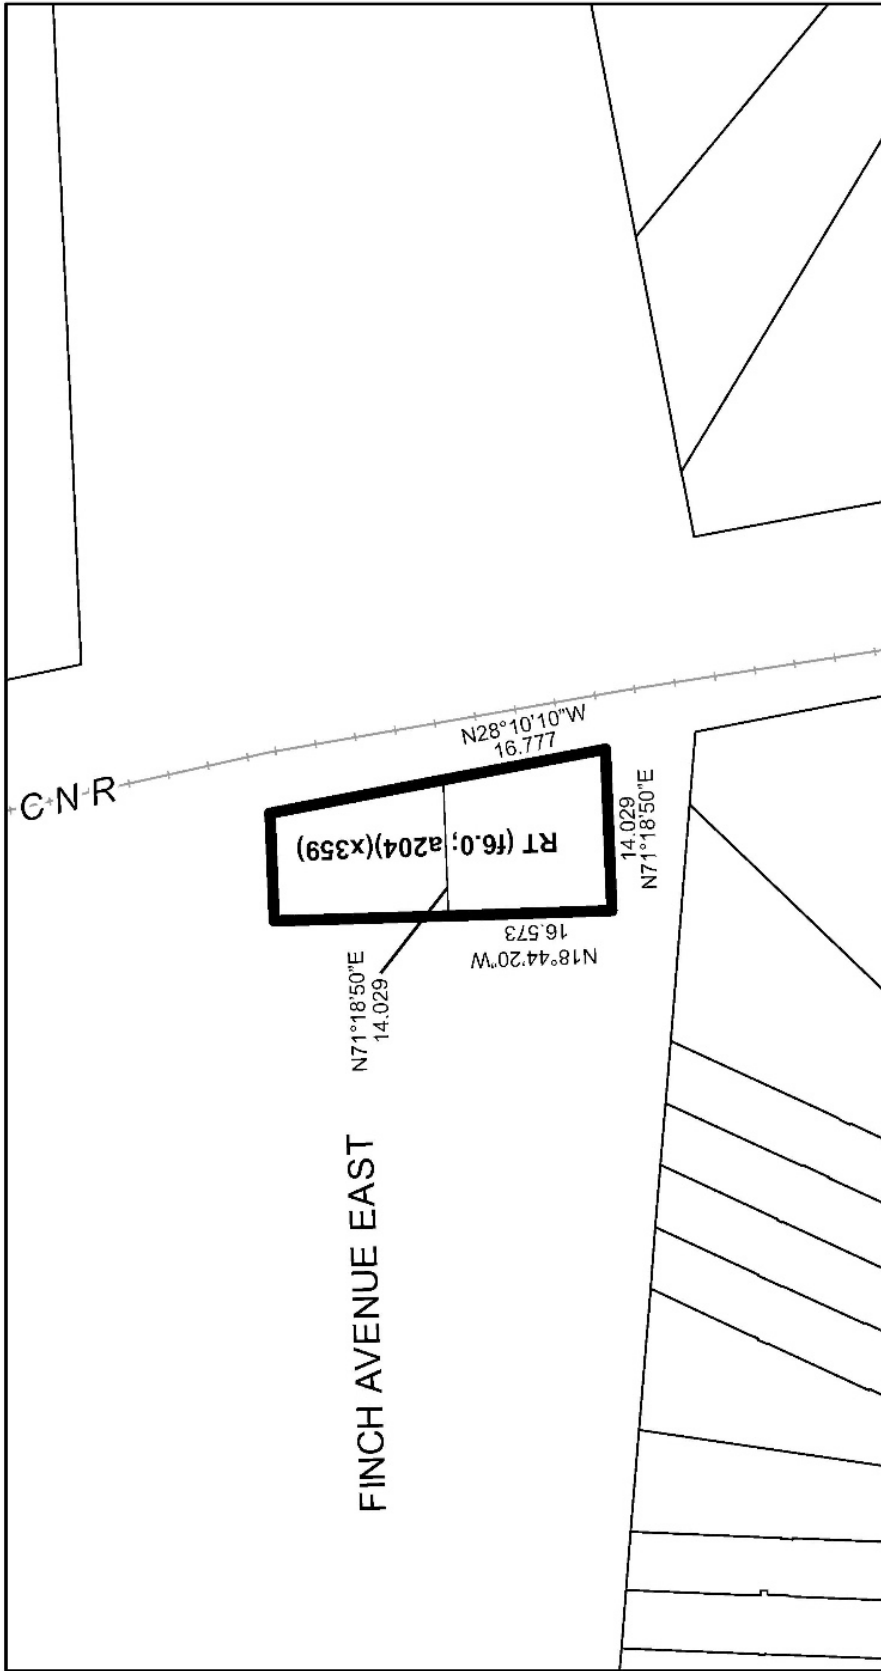 C N R
N28°10'10"W
16.777
RT (f6.0; a204)(x359)
14.029
N71°18'50"E
16.573
N18°44'20"W
N71°18'50"E
14.029
FINCH AVENUE EAST